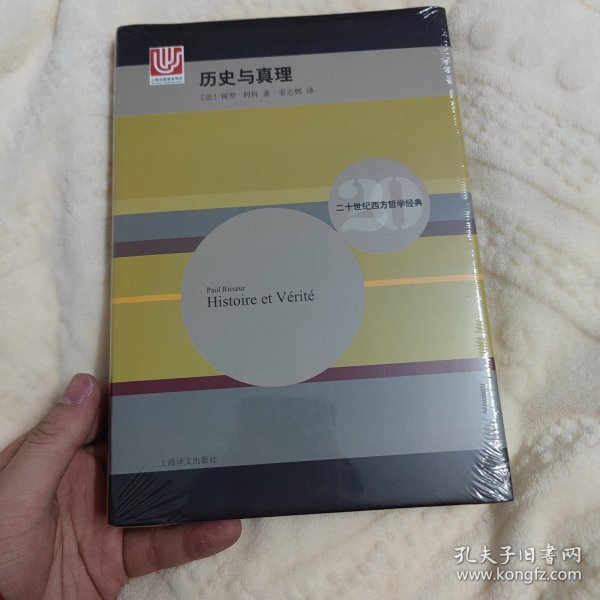 历史与真理
〔法〕保罗·利科 著 姜志辉 译
20
二十世纪西方哲学经典
Paul Ricœur
Histoire et Vérité
上海译文出版社
孔夫子旧书网
www.kongfz.com